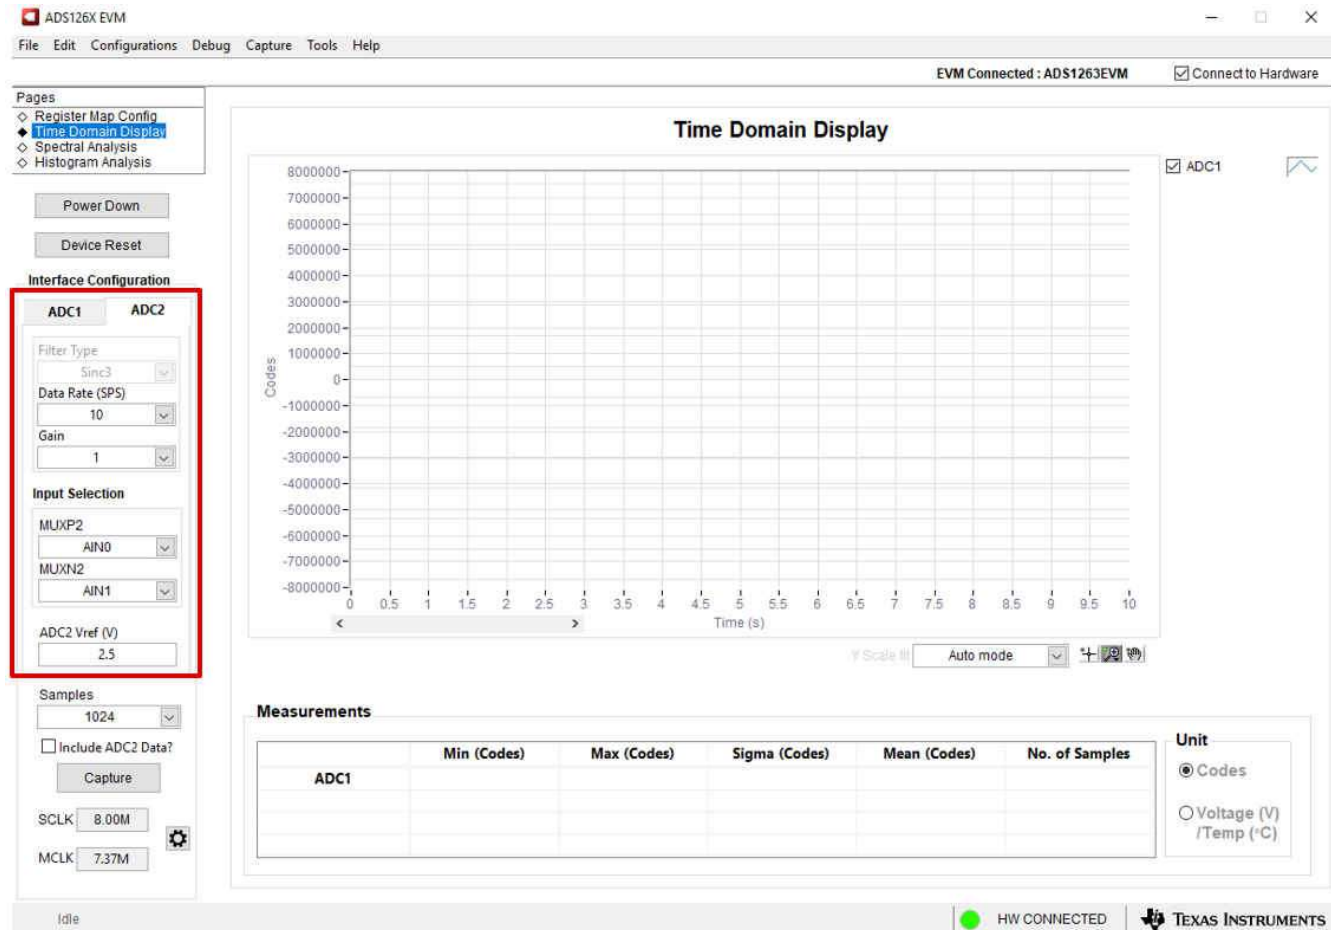 ADS126X EVM
File Edit Configurations Debug Capture Tools Help
EVM Connected : ADS1263EVM Connect to Hardware
Pages
Register Map Config
Time Domain Display
Spectral Analysis
Histogram Analysis
Power Down
Device Reset
Interface Configuration
ADC1 ADC2
Filter Type
Sinc3
Data Rate (SPS)
10
Gain
1
Input Selection
MUXP2
AIN0
MUXN2
AIN1
ADC2 Vref (V)
2.5
Samples
1024
Include ADC2 Data?
Capture
SCLK 8.00M
MCLK 7.37M
Time Domain Display
ADC1
Codes
8000000
7000000
6000000
5000000
4000000
3000000
2000000
1000000
0
-1000000
-2000000
-3000000
-4000000
-5000000
-6000000
-7000000
-8000000
0 0.5 1 1.5 2 2.5 3 3.5 4 4.5 5 5.5 6 6.5 7 7.5 8 8.5 9 9.5 10
Time (s)
Y Scale Auto mode
Measurements
Min (Codes) Max (Codes) Sigma (Codes) Mean (Codes) No. of Samples
ADC1
Unit
Codes
Voltage (V)
/Temp (°C)
Idle HW CONNECTED TEXAS INSTRUMENTS